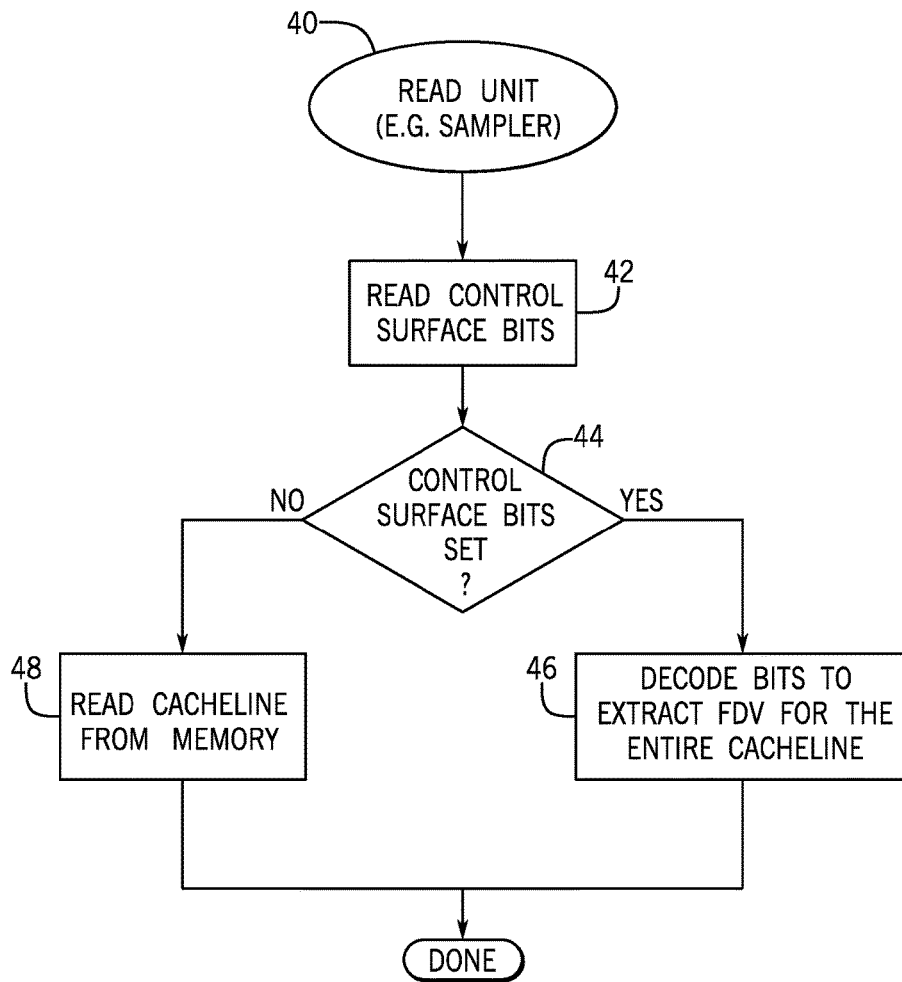 40
READ UNIT
(E.G. SAMPLER)
42
READ CONTROL
SURFACE BITS
44
NO
CONTROL
SURFACE BITS
SET
?
YES
48
READ CACHELINE
FROM MEMORY
46
DECODE BITS TO
EXTRACT FDV FOR THE
ENTIRE CACHELINE
DONE